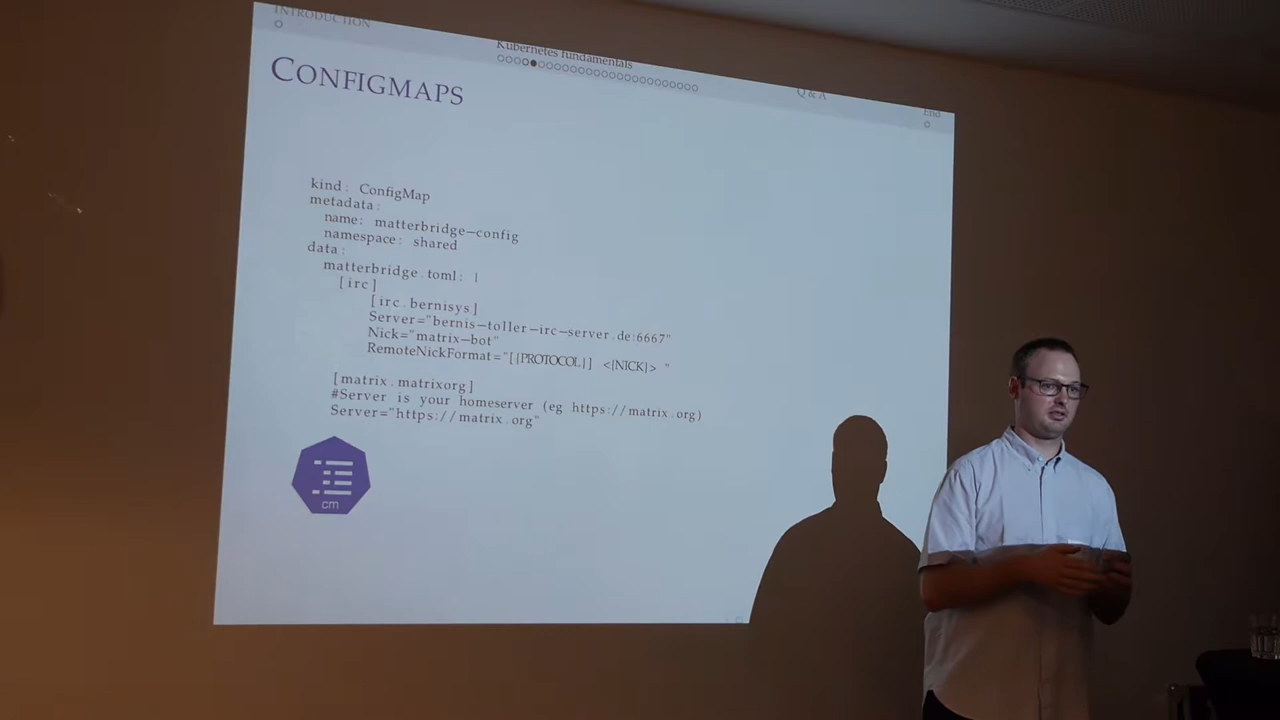 INTRODUCTION
Kubernetes fundamentals
Q & A
End
CONFIGMAPS
kind: ConfigMap
metadata:
name: matterbridge-config
namespace: shared
data:
matterbridge.toml: |
[irc]
[irc.bernisys]
Server="bernis-toller-irc-server.de:6667"
Nick="matrix-bot"
RemoteNickFormat="[{PROTOCOL}] <{NICK}> "
[matrix.matrixorg]
#Server is your homeserver (eg https://matrix.org)
Server="https://matrix.org"
cm